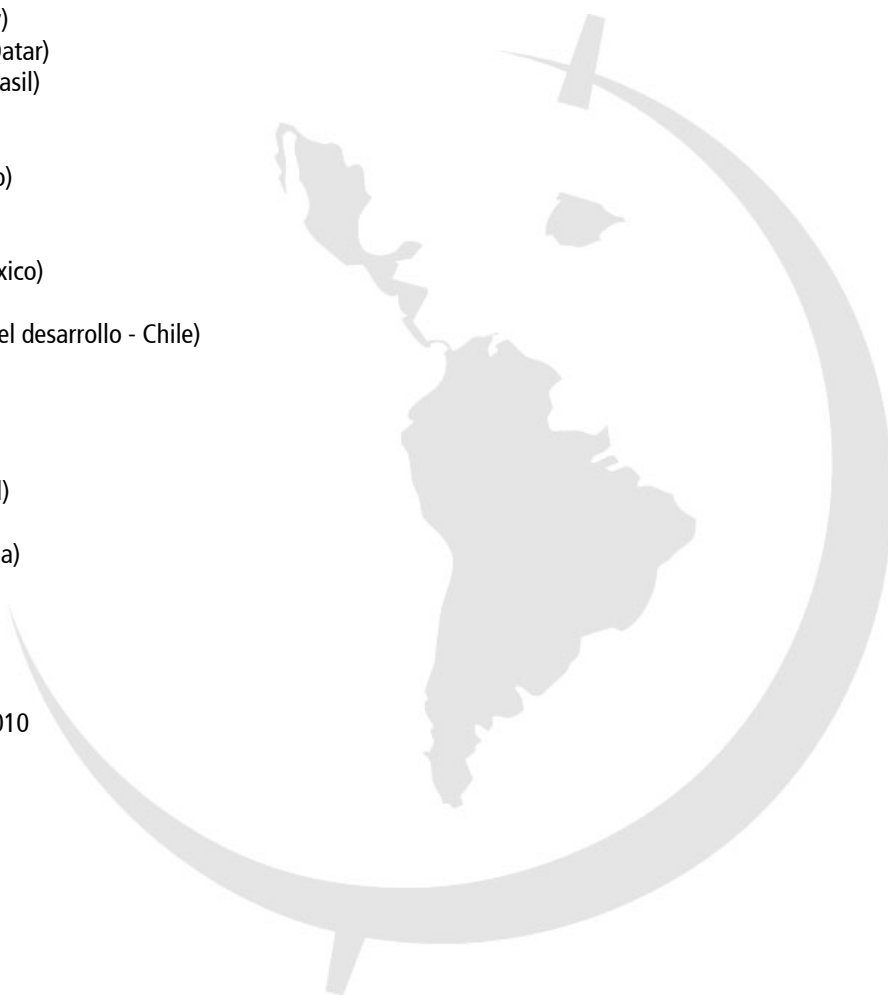 )
atar)
asil)
o)
xico)
el desarrollo - Chile)
)
a)
010